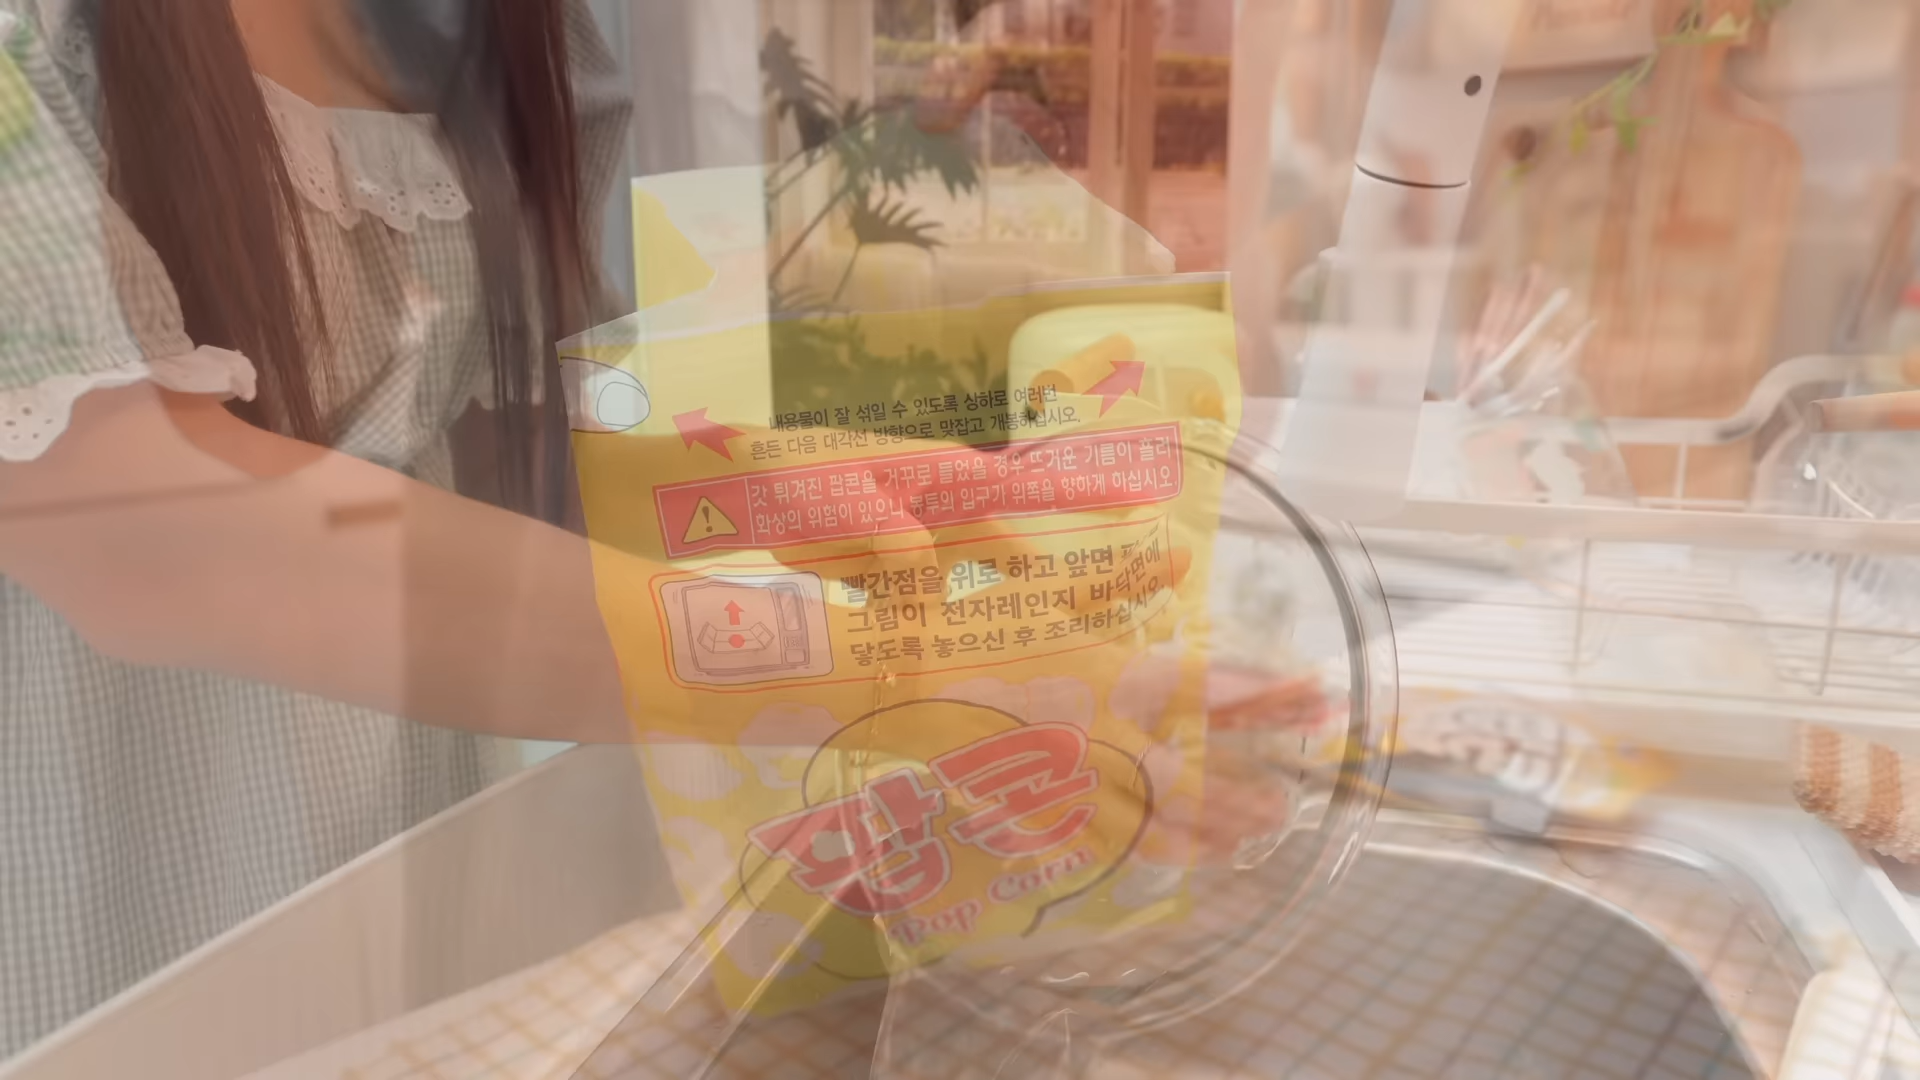 내용물이 잘 섞일 수 있도록 상하로 여러번
흔든 다음 대각선 방향으로 맞잡고 개봉하십시오.
갓 튀겨진 팝콘을 거꾸로 들었을 경우 뜨거운 기름이 흘러
화상의 위험이 있으니 봉투의 입구가 위쪽을 향하게 하십시오.
빨간점을 위로 하고 앞면
그림이 전자레인지 바닥면에
닿도록 놓으신 후 조리하십시오.
팝콘
Pop Corn